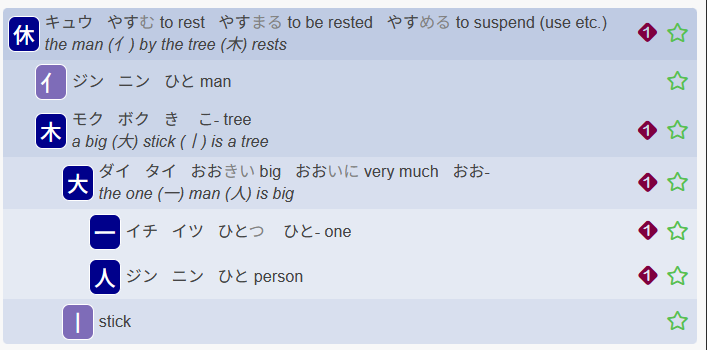 休 キュウ やすむ to rest やすまる to be rested やすめる to suspend (use etc.) 1
the man (亻) by the tree (木) rests
亻 ジン ニン ひと man
木 モク ボク き こ- tree 1
a big (大) stick (丨) is a tree
大 ダイ タイ おおきい big おおいに very much おお- 1
the one (一) man (人) is big
一 イチ イツ ひとつ ひと- one 1
人 ジン ニン ひと person 1
丨 stick